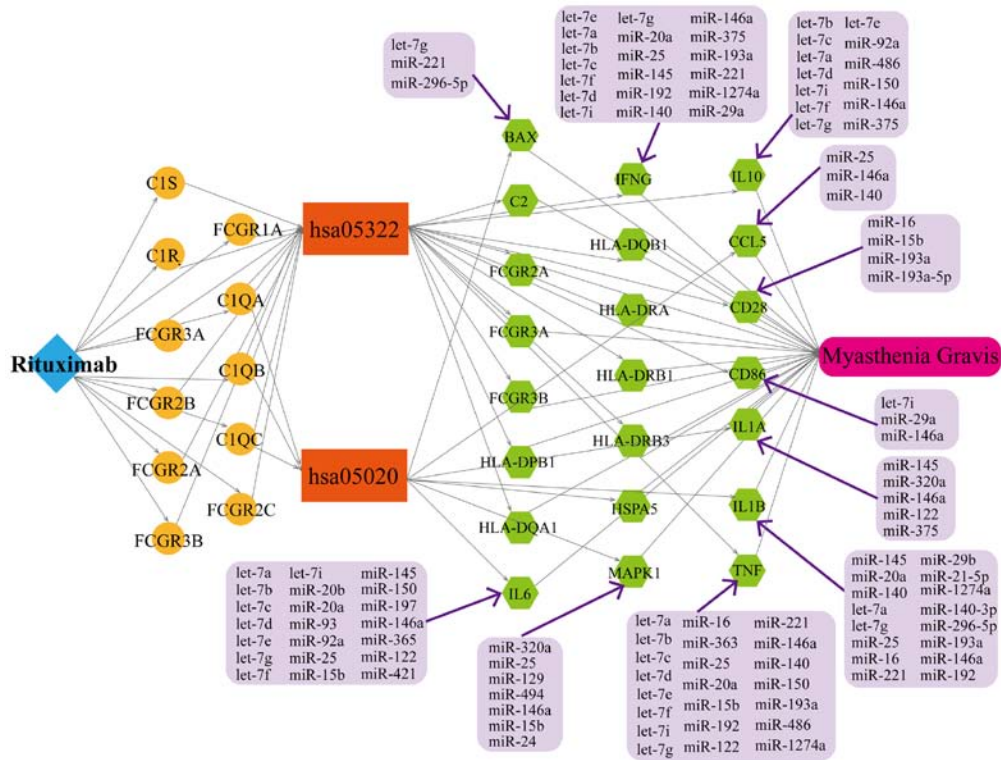 let-7g
miR-221
miR-296-5p
let-7e let-7g miR-146a
let-7a miR-20a miR-375
let-7b miR-25 miR-193a
let-7c miR-145 miR-221
let-7f miR-192 miR-1274a
let-7d miR-140 miR-29a
let-7i
let-7b let-7e
let-7c miR-92a
let-7a miR-486
let-7d miR-150
let-7i miR-146a
let-7f miR-375
let-7g
miR-25
miR-146a
miR-140
miR-16
miR-15b
miR-193a
miR-193a-5p
Rituximab
C1S
C1R
FCGR3A
FCGR2B
FCGR2A
FCGR3B
FCGR1A
C1QA
C1QB
C1QC
FCGR2C
hsa05322
hsa05020
BAX
C2
FCGR2A
FCGR3A
FCGR3B
HLA-DPB1
HLA-DQA1
IL6
IFNG
HLA-DQB1
HLA-DRA
HLA-DRB1
HLA-DRB3
HSPA5
MAPK1
IL10
CCL5
CD28
CD86
IL1A
IL1B
TNF
Myasthenia Gravis
let-7i
miR-29a
miR-146a
miR-145
miR-320a
miR-146a
miR-122
miR-375
let-7a let-7i miR-145
let-7b miR-20b miR-150
let-7c miR-20a miR-197
let-7d miR-93 miR-146a
let-7e miR-92a miR-365
let-7g miR-25 miR-122
let-7f miR-15b miR-421
miR-320a
miR-25
miR-129
miR-494
miR-146a
miR-15b
miR-24
let-7a miR-16 miR-221
let-7b miR-363 miR-146a
let-7c miR-25 miR-140
let-7d miR-20a miR-150
let-7e miR-15b miR-193a
let-7f miR-192 miR-486
let-7i miR-122 miR-1274a
let-7g
miR-145 miR-29b
miR-20a miR-21-5p
miR-140 miR-1274a
let-7a miR-140-3p
let-7g miR-296-5p
miR-25 miR-193a
miR-16 miR-146a
miR-221 miR-192